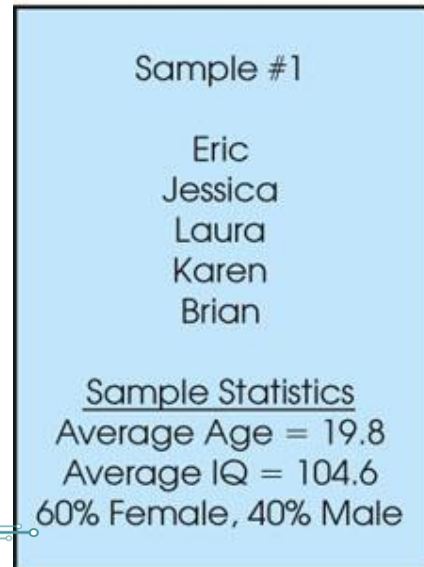 Sample #1
Eric
Jessica
Laura
Karen
Brian
Sample Statistics
Average Age = 19.8
Average IQ = 104.6
60% Female, 40% Male